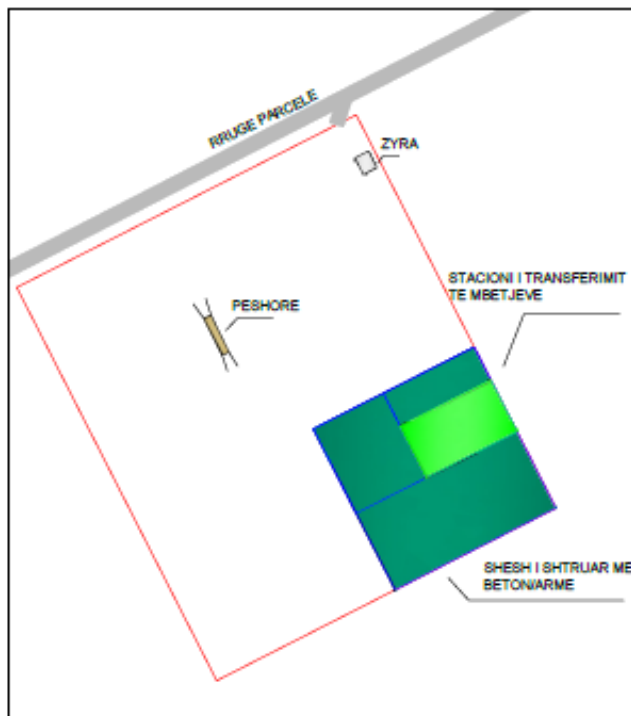 RRUGE PARCELE
ZYRA
STACIONI I TRANSFERIMIT
TE MBETJEVE
PESHORE
SHESH I SHTRUAR ME
BETON/ARME